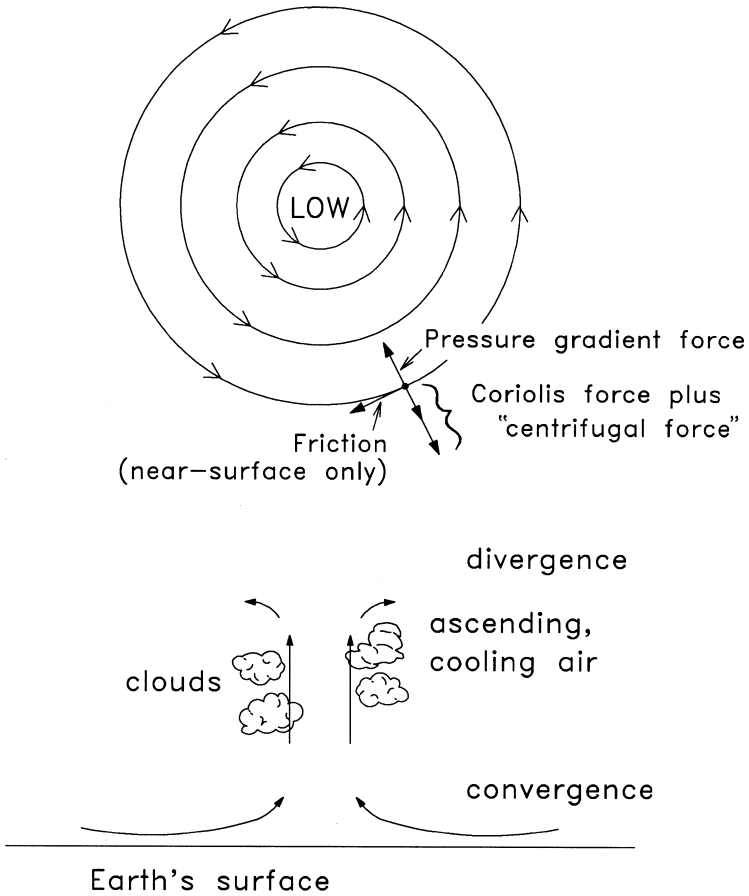 LOW
Pressure gradient force
Coriolis force plus
"centrifugal force"
Friction
(near-surface only)
divergence
ascending,
cooling air
clouds
convergence
Earth's surface